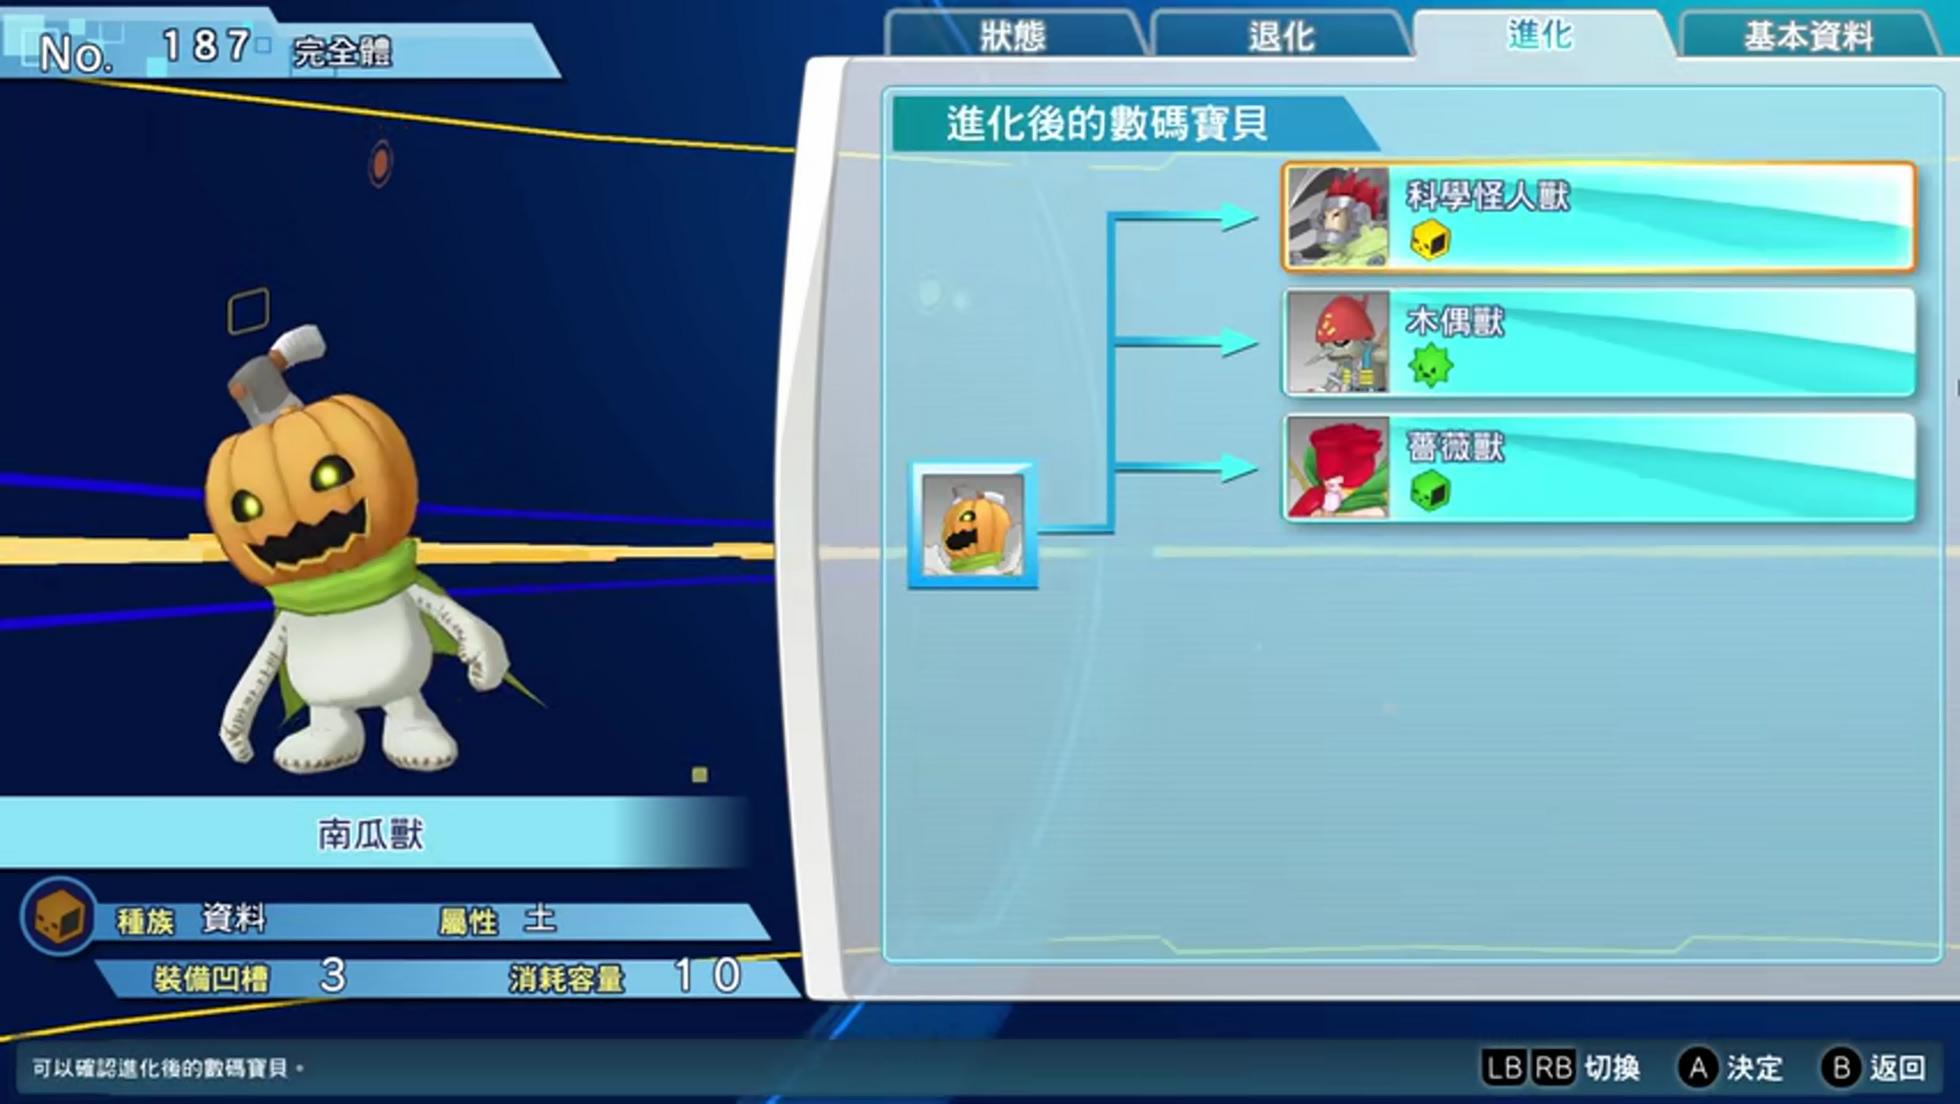 No. 187 完全體
狀態 退化 進化 基本資料
進化後的數碼寶貝
科學怪人獸
木偶獸
薔薇獸
南瓜獸
種族 資料 屬性 土
裝備凹槽 3 消耗容量 10
可以確認進化後的數碼寶貝。
LB RB 切換 A 決定 B 返回